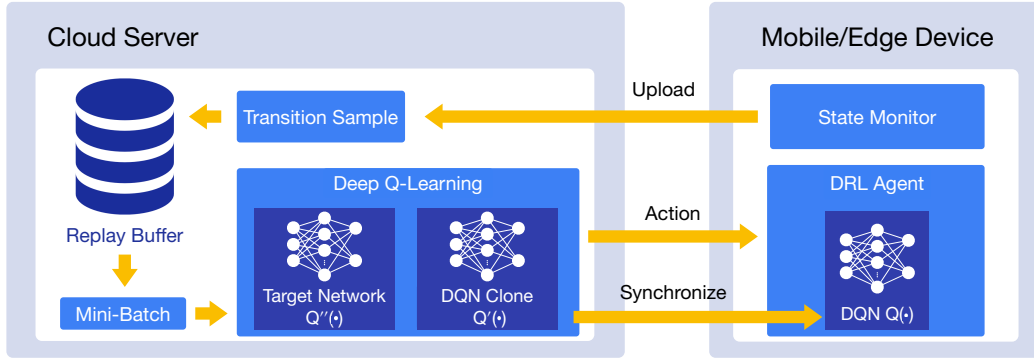 Cloud Server
Mobile/Edge Device
Upload
Transition Sample
State Monitor
Deep Q-Learning
DRL Agent
Action
Replay Buffer
Target Network
Q′′(•)
DQN Clone
Q′(•)
Synchronize
Mini-Batch
DQN Q(•)